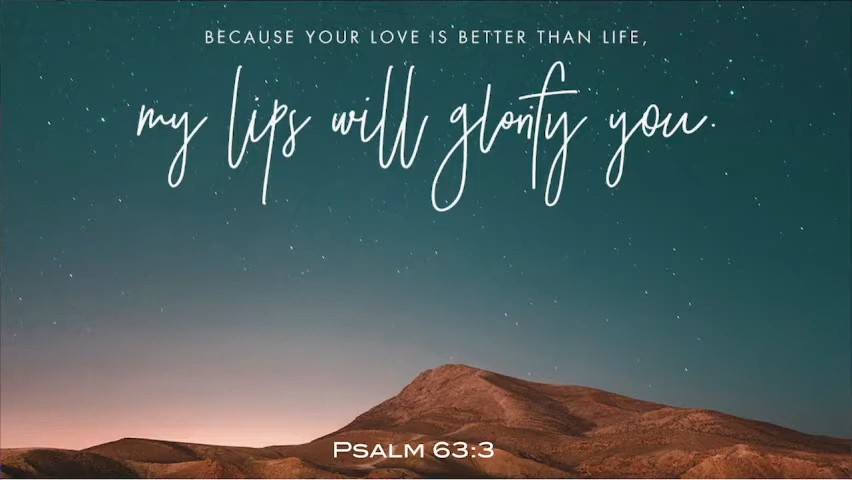 BECAUSE YOUR LOVE IS BETTER THAN LIFE,
my lips will glorify you.
PSALM 63:3